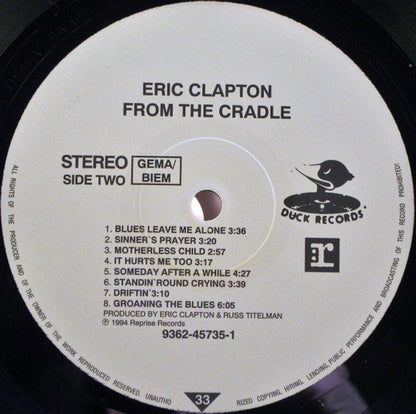 ERIC CLAPTON
FROM THE CRADLE
STEREO
SIDE TWO
GEMA/
BIEM
DUCK RECORDS
r
1. BLUES LEAVE ME ALONE 3:36
2. SINNER`S PRAYER 3:20
3. MOTHERLESS CHILD 2:57
4. IT HURTS ME TOO 3:17
5. SOMEDAY AFTER A WHILE 4:27
6. STANDIN`ROUND CRYING 3:39
7. DRIFTIN`3:10
8. GROANING THE BLUES 6:05
PRODUCED BY ERIC CLAPTON & RUSS TITELMAN
℗ 1994 Reprise Records
9362-45735-1
33
ALL RIGHTS OF THE PRODUCER AND OF THE OWNER OF THE WORK REPRODUCED RESERVED UNAUTHO
RIZED COPYING, HIRING, LENDING, PUBLIC PERFORMANCE AND BROADCASTING OF THIS RECORD PROHIBITED!